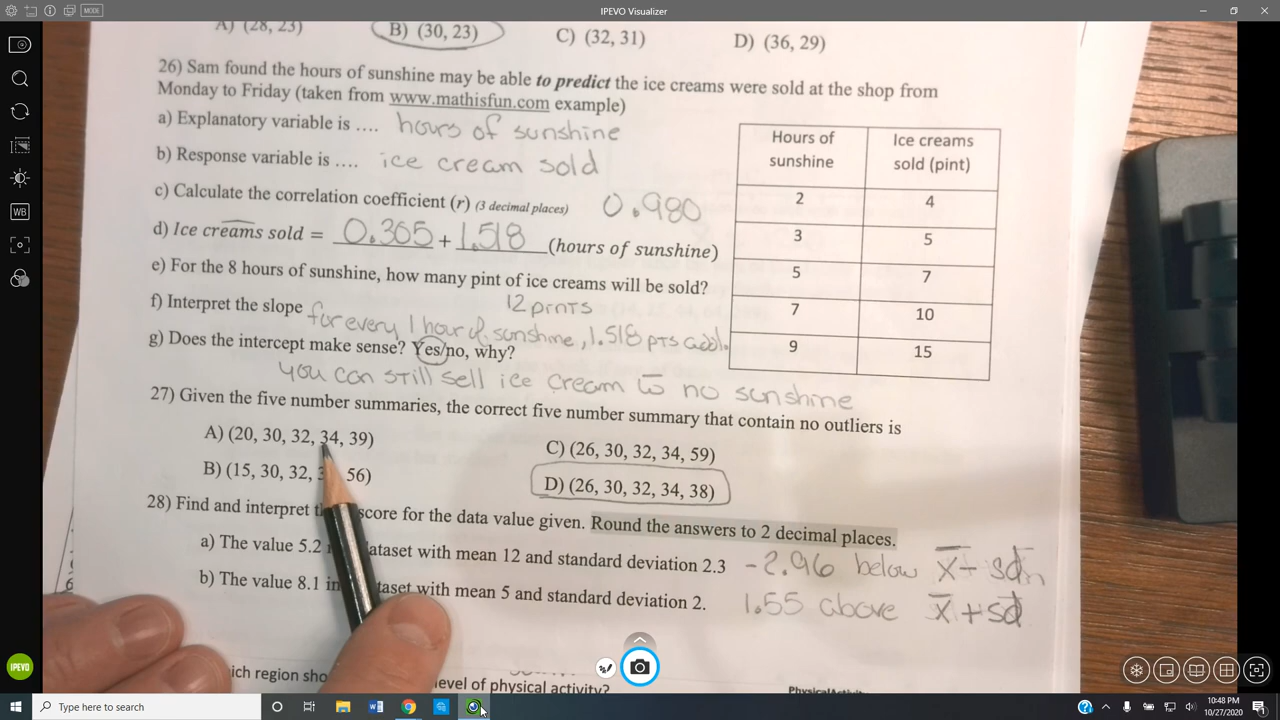 IPEVO Visualizer
MODE
WB
A) (28, 23) B) (30, 23) C) (32, 31) D) (36, 29)
26) Sam found the hours of sunshine may be able to predict the ice creams were sold at the shop from
Monday to Friday (taken from www.mathisfun.com example)
a) Explanatory variable is .... hours of sunshine
b) Response variable is .... ice cream sold
c) Calculate the correlation coefficient (r) (3 decimal places) 0.980
d) Ice creams sold = 0.365 + 1.518 (hours of sunshine)
e) For the 8 hours of sunshine, how many pint of ice creams will be sold?
12 pints
f) Interpret the slope for every 1 hour of sunshine, 1.518 pts addl.
g) Does the intercept make sense? Yes/no, why?
you can still sell ice cream to no sunshine
Hours of sunshine Ice creams sold (pint)
2 4
3 5
5 7
7 10
9 15
27) Given the five number summaries, the correct five number summary that contain no outliers is
A) (20, 30, 32, 34, 39) C) (26, 30, 32, 34, 59)
B) (15, 30, 32, 56) D) (26, 30, 32, 34, 38)
28) Find and interpret score for the data value given. Round the answers to 2 decimal places.
a) The value 5.2 dataset with mean 12 and standard deviation 2.3 -2.96 below x̄ - sd
b) The value 8.1 in dataset with mean 5 and standard deviation 2. 1.55 above x̄ + sd
level of physical activity?
IPEVO
Type here to search
10:48 PM
10/27/2020